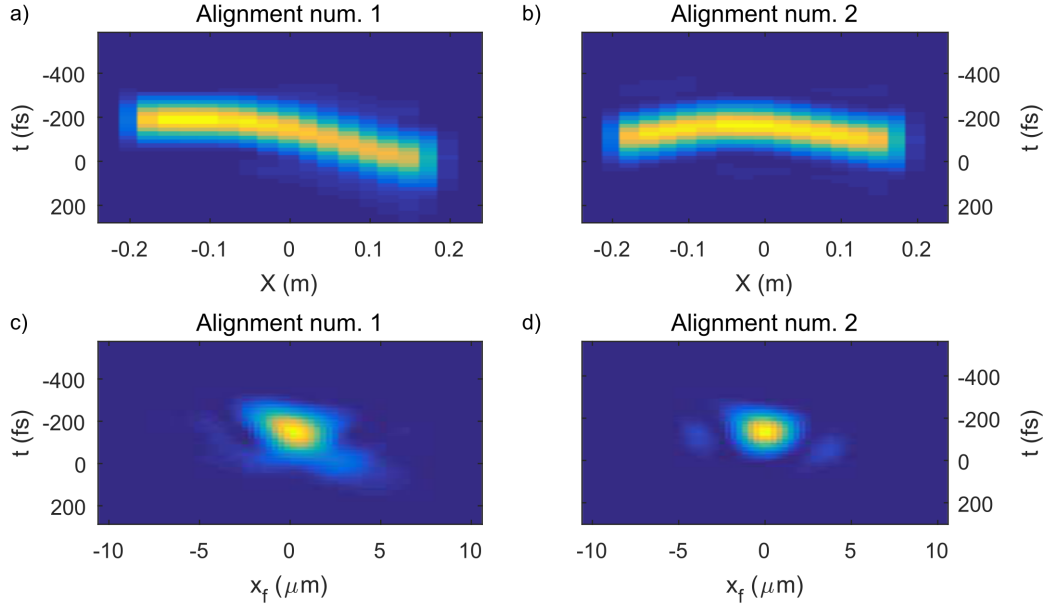 a) Alignment num. 1
b) Alignment num. 2
t (fs)
-400
-200
0
200
-0.2 -0.1 0 0.1 0.2
X (m)
-400
-200
0
200
t (fs)
-0.2 -0.1 0 0.1 0.2
X (m)
c) Alignment num. 1
d) Alignment num. 2
t (fs)
-400
-200
0
200
-10 -5 0 5 10
x_f (μm)
-400
-200
0
200
t (fs)
-10 -5 0 5 10
x_f (μm)